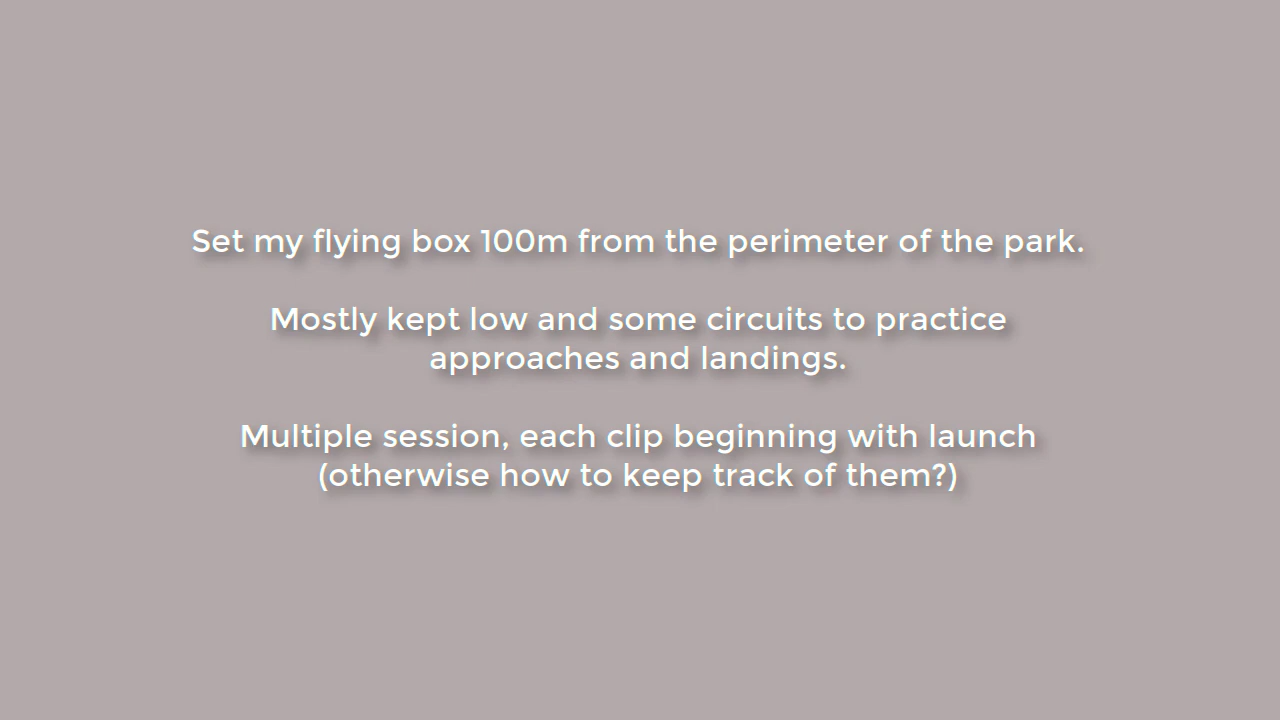 Set my flying box 100m from the perimeter of the park.
Mostly kept low and some circuits to practice
approaches and landings.
Multiple session, each clip beginning with launch
(otherwise how to keep track of them?)